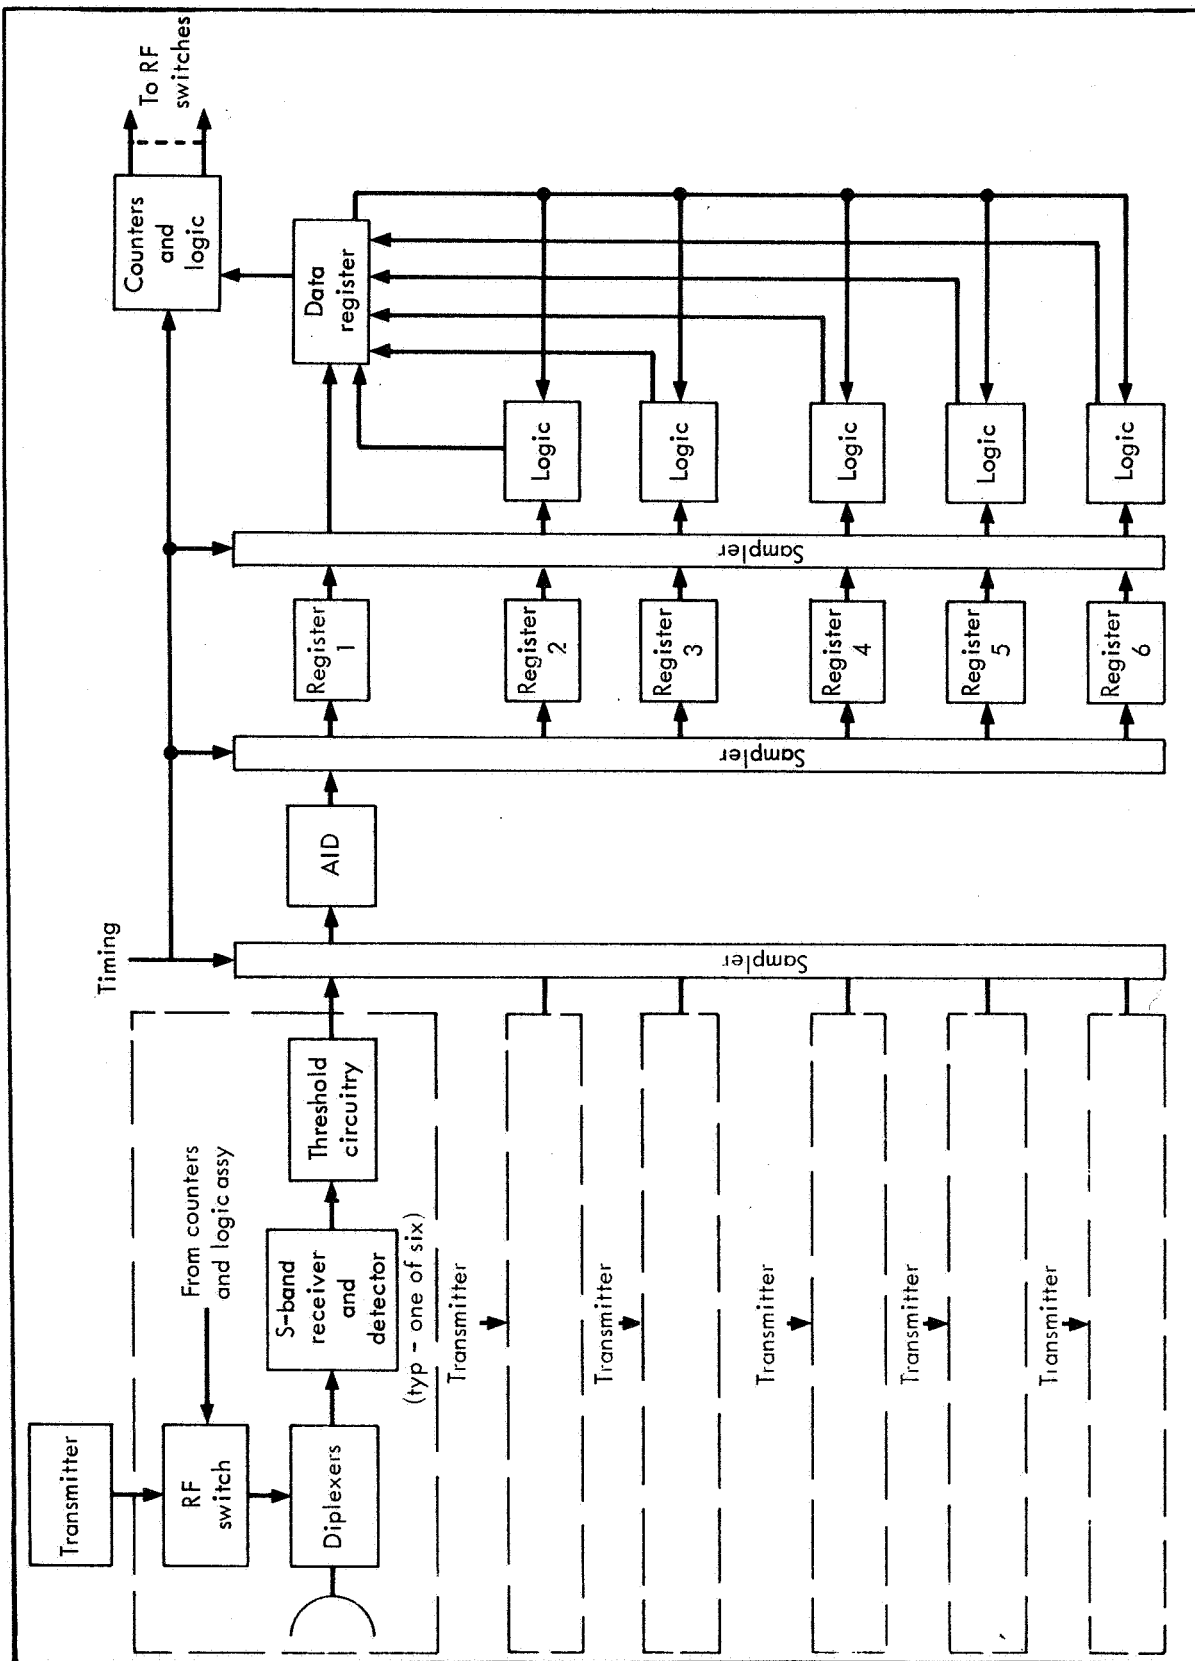 To RF
switches
Counters
and
logic
Data
register
Timing
Transmitter
RF
switch
From counters
and logic assy
Diplexers
S-band
receiver
and
detector
Threshold
circuitry
(typ - one of six)
AID
Sampler
Sampler
Sampler
Register
1
Register
2
Register
3
Register
4
Register
5
Register
6
Logic
Logic
Logic
Logic
Logic
Transmitter
Transmitter
Transmitter
Transmitter
Transmitter